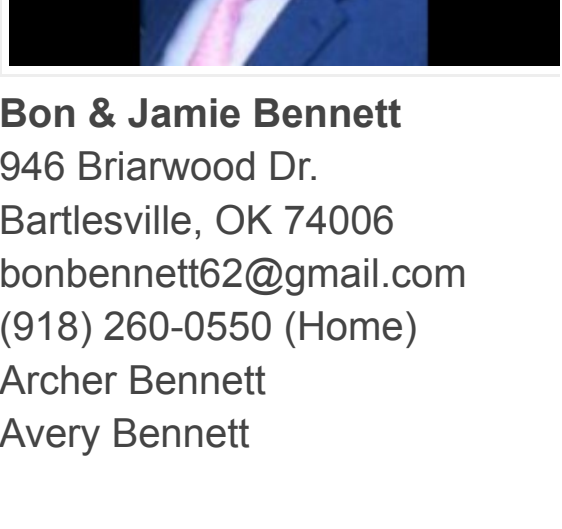 Bon & Jamie Bennett
946 Briarwood Dr.
Bartlesville, OK 74006
bonbennett62@gmail.com
(918) 260-0550 (Home)
Archer Bennett
Avery Bennett